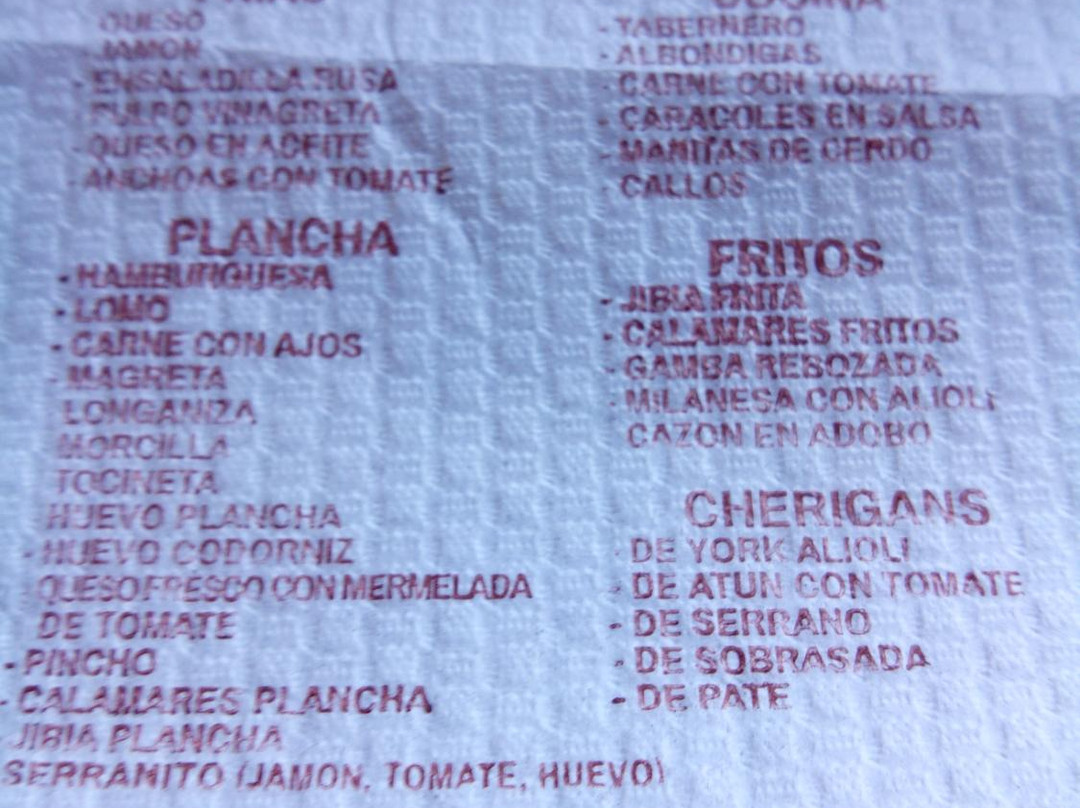 QUESO
JAMON
- ENSALADILLA RUSA
PULPO VINAGRETA
- QUESO EN ACEITE
- ANCHOAS CON TOMATE
PLANCHA
- HAMBURGUESA
- LOMO
- CARNE CON AJOS
- MAGRETA
LONGANIZA
MORCILLA
TOCINETA
HUEVO PLANCHA
- HUEVO CODORNIZ
QUESO FRESCO CON MERMELADA
DE TOMATE
- PINCHO
- CALAMARES PLANCHA
- JIBIA PLANCHA
SERRANITO (JAMON, TOMATE, HUEVO)
COCINA
- TABERNERO
- ALBONDIGAS
- CARNE CON TOMATE
- CARACOLES EN SALSA
- MANITAS DE CERDO
CALLOS
FRITOS
- JIBIA FRITA
- CALAMARES FRITOS
- GAMBA REBOZADA
- MILANESA CON ALIOLI
CAZON EN ADOBO
CHERIGANS
- DE YORK ALIOLI
- DE ATUN CON TOMATE
- DE SERRANO
- DE SOBRASADA
- DE PATE